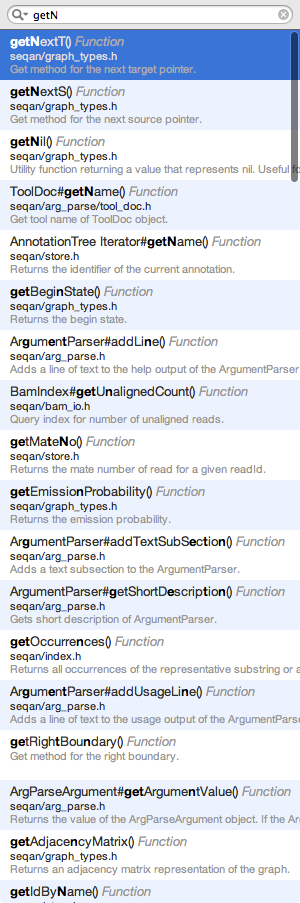 getN
getNextT() Function
seqan/graph_types.h
Get method for the next target pointer.
getNextS() Function
seqan/graph_types.h
Get method for the next source pointer.
getNil() Function
seqan/graph_types.h
Utility function returning a value that represents nil. Useful fo
ToolDoc#getName() Function
seqan/arg_parse/tool_doc.h
Get tool name of ToolDoc object.
AnnotationTree Iterator#getName() Function
seqan/store.h
Returns the identifier of the current annotation.
getBeginState() Function
seqan/graph_types.h
Returns the begin state.
ArgumentParser#addLine() Function
seqan/arg_parse.h
Adds a line of text to the help output of the ArgumentParser
BamIndex#getUnalignedCount() Function
seqan/bam_io.h
Query index for number of unaligned reads.
getMateNo() Function
seqan/store.h
Returns the mate number of read for a given readId.
getEmissionProbability() Function
seqan/graph_types.h
Returns the emission probability.
ArgumentParser#addTextSubSection() Function
seqan/arg_parse.h
Adds a text subsection to the ArgumentParser.
ArgumentParser#getShortDescription() Function
seqan/arg_parse.h
Gets short description of ArgumentParser.
getOccurrences() Function
seqan/index.h
Returns all occurrences of the representative substring or a
ArgumentParser#addUsageLine() Function
seqan/arg_parse.h
Adds a line of text to the usage output of the ArgumentParse
getRightBoundary() Function
Get method for the right boundary.
ArgParseArgument#getArgumentValue() Function
seqan/arg_parse.h
Returns the value of the ArgParseArgument object. If the Ar
getAdjacencyMatrix() Function
seqan/graph_types.h
Returns an adjacency matrix representation of the graph.
getIdByName() Function